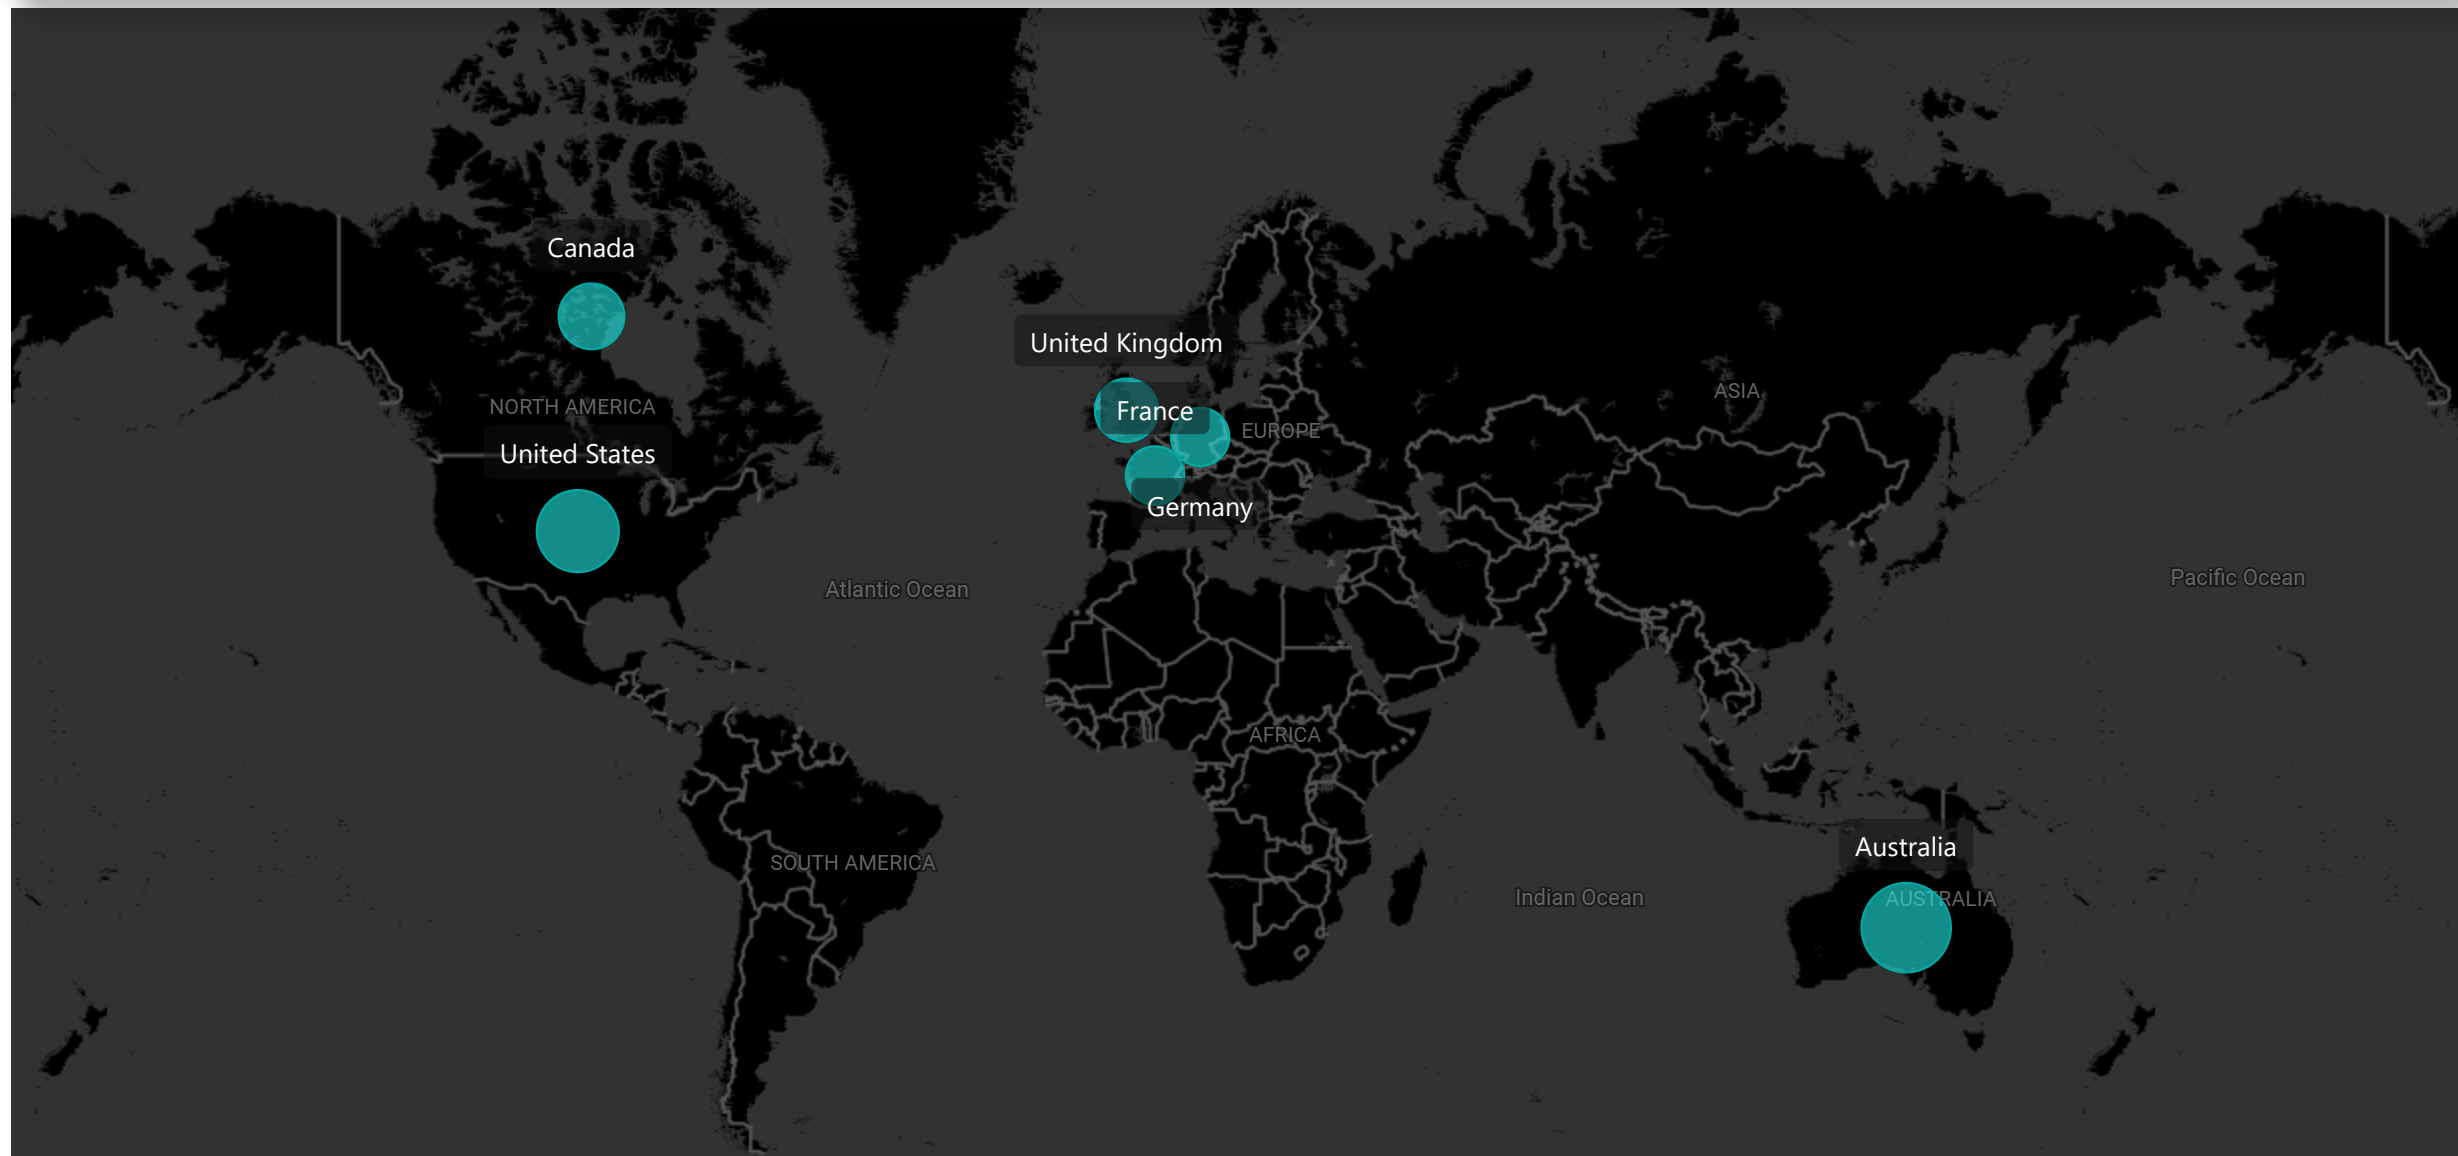 Canada
United Kingdom
ASIA
NORTH AMERICA
France
EUROPE
United States
Germany
Atlantic Ocean
Pacific Ocean
AFRICA
SOUTH AMERICA
Australia
Indian Ocean
AUSTRALIA